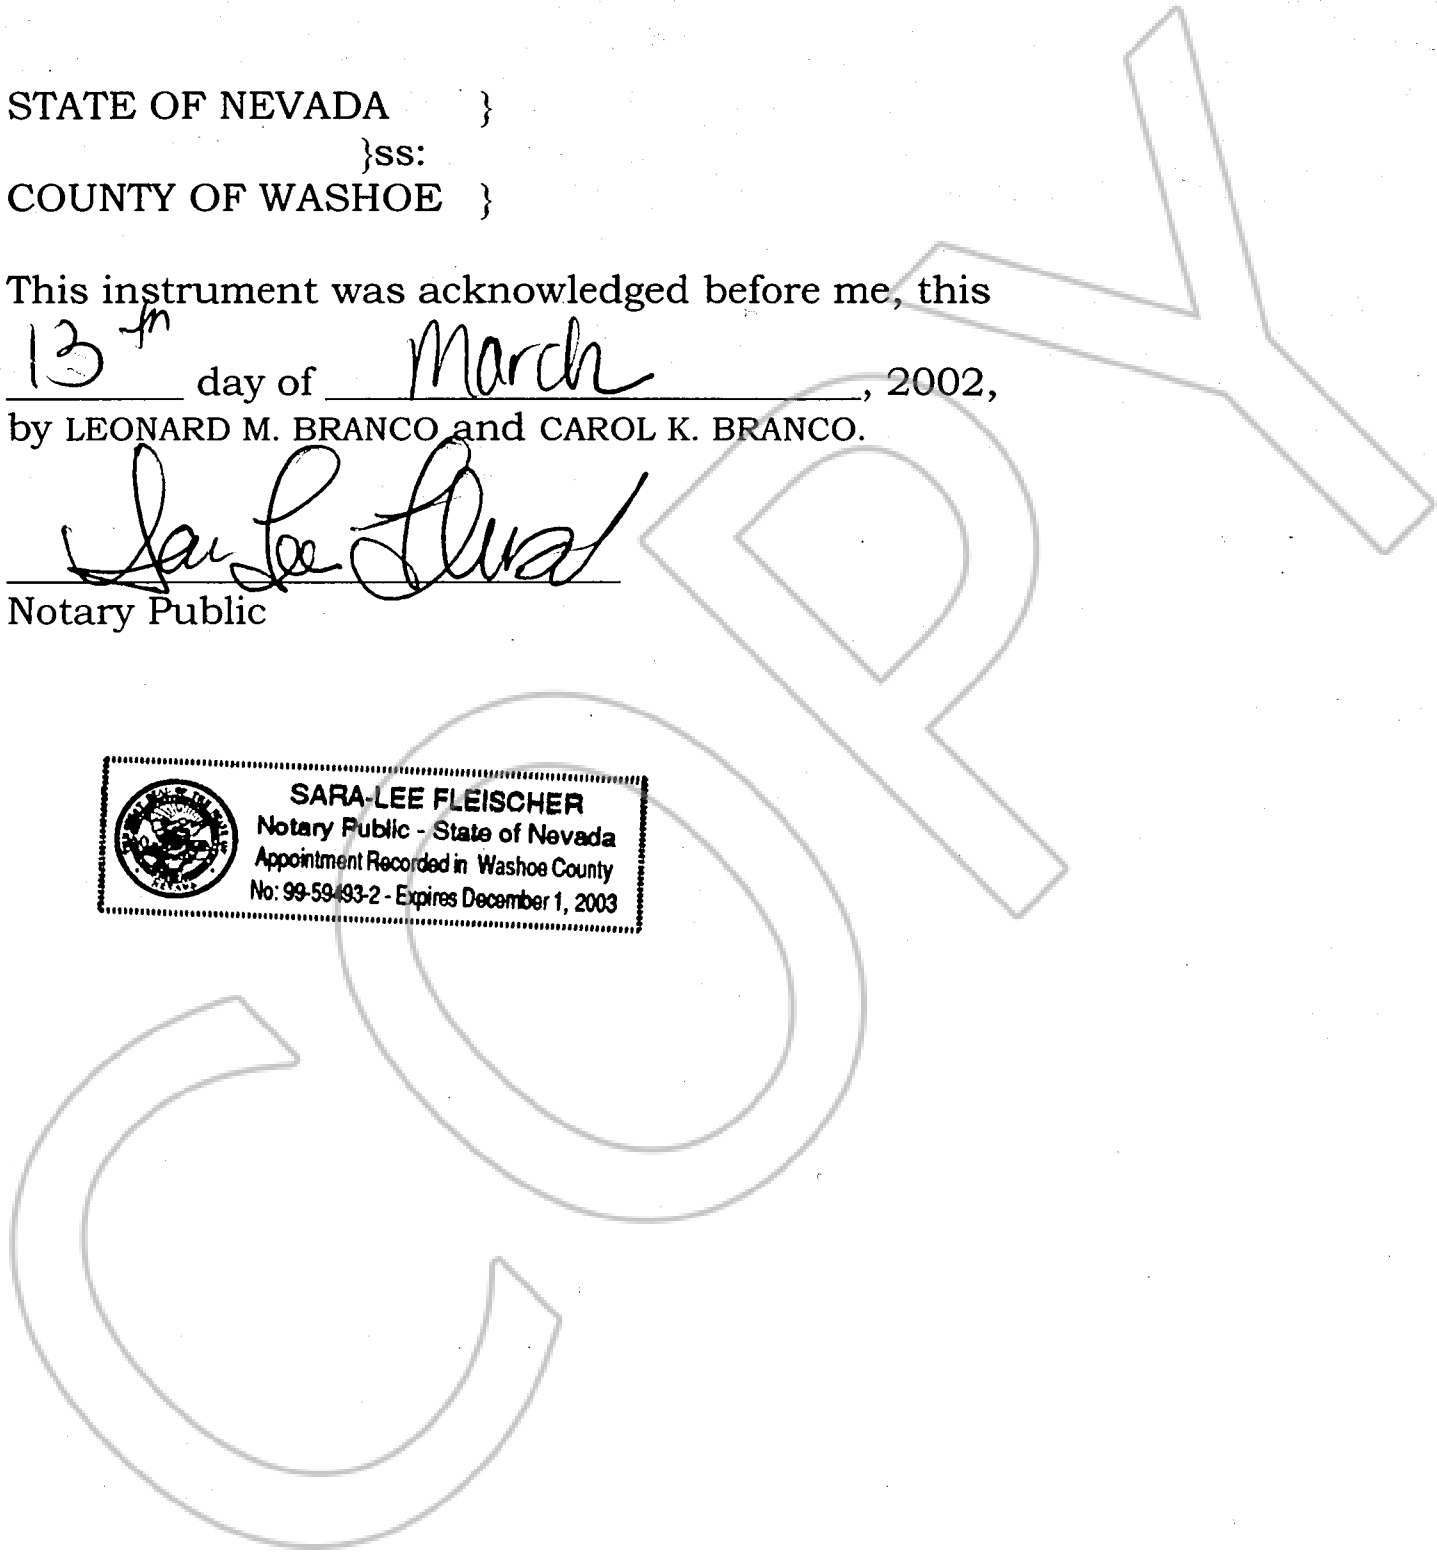 STATE OF NEVADA }
}ss:
COUNTY OF WASHOE }
This instrument was acknowledged before me, this
13th day of March, 2002,
by LEONARD M. BRANCO and CAROL K. BRANCO.
Notary Public
SARA-LEE FLEISCHER
Notary Public - State of Nevada
Appointment Recorded in Washoe County
No: 99-59493-2 - Expires December 1, 2003
COPY